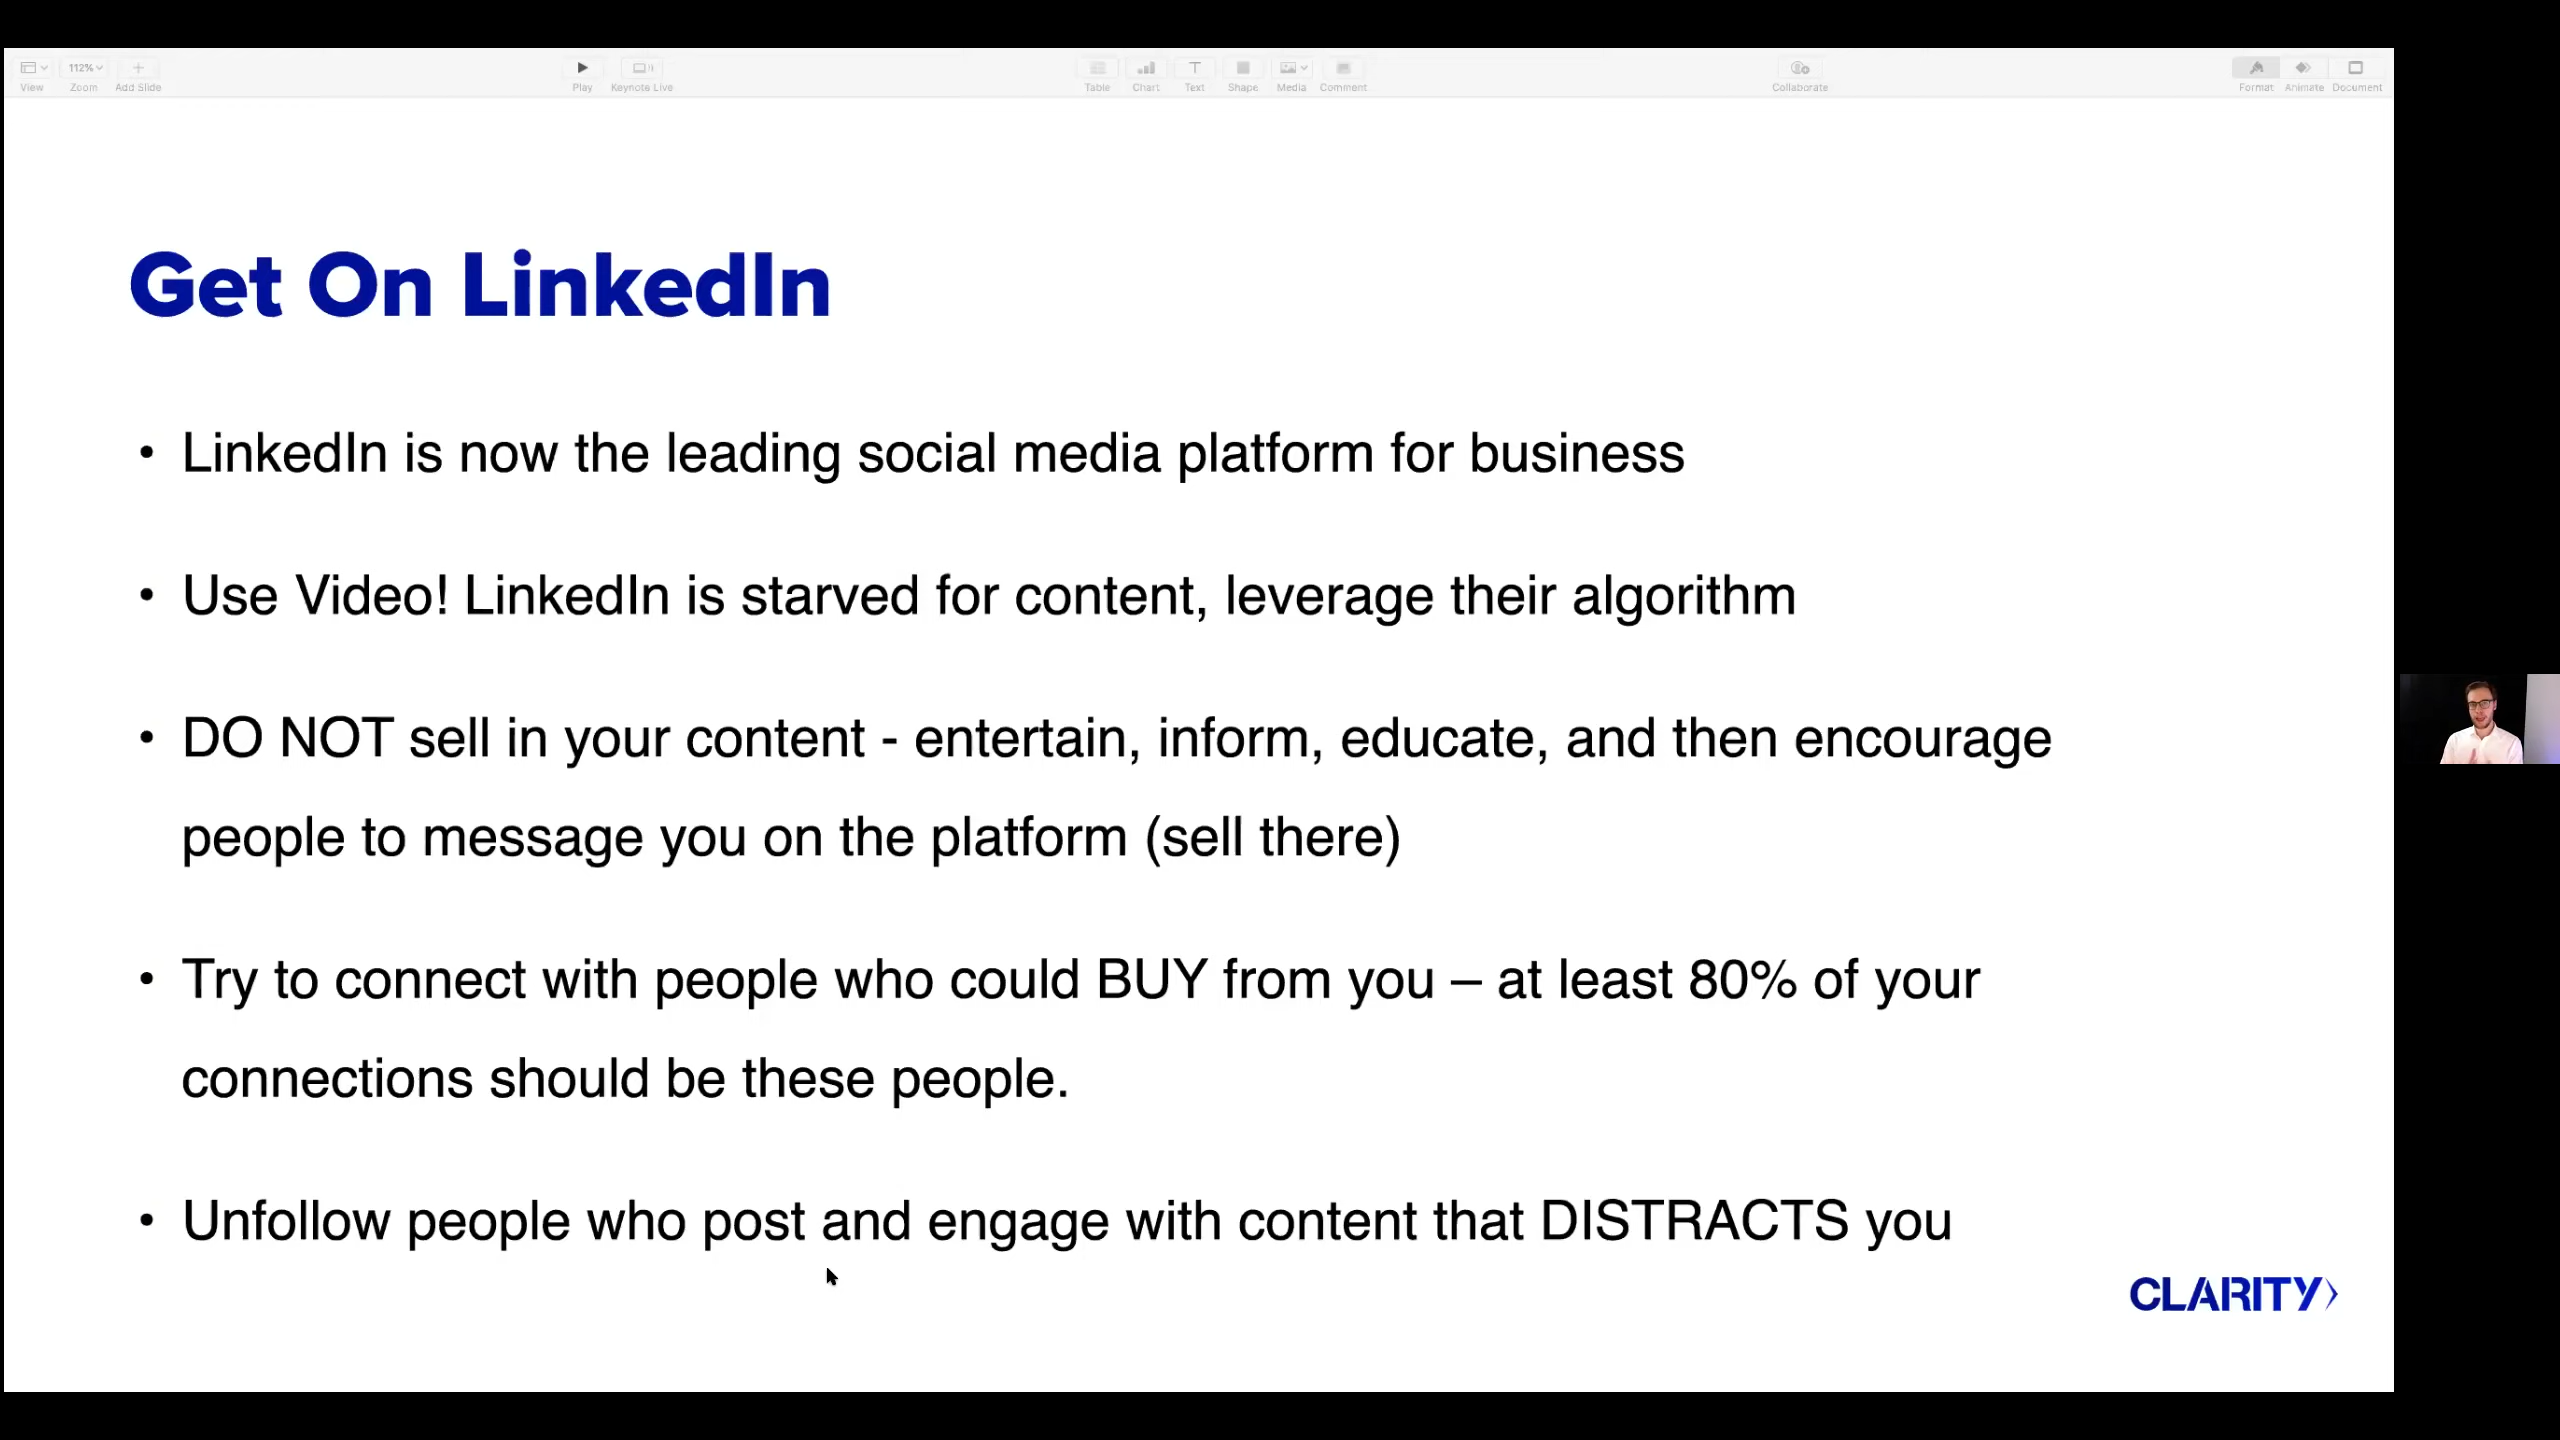 112%
View Zoom Add Slide Play Keynote Live Table Chart Text Shape Media Comment Collaborate Format Animate Document
Get On LinkedIn
• LinkedIn is now the leading social media platform for business
• Use Video! LinkedIn is starved for content, leverage their algorithm
• DO NOT sell in your content - entertain, inform, educate, and then encourage
people to message you on the platform (sell there)
• Try to connect with people who could BUY from you – at least 80% of your
connections should be these people.
• Unfollow people who post and engage with content that DISTRACTS you
CLARITY